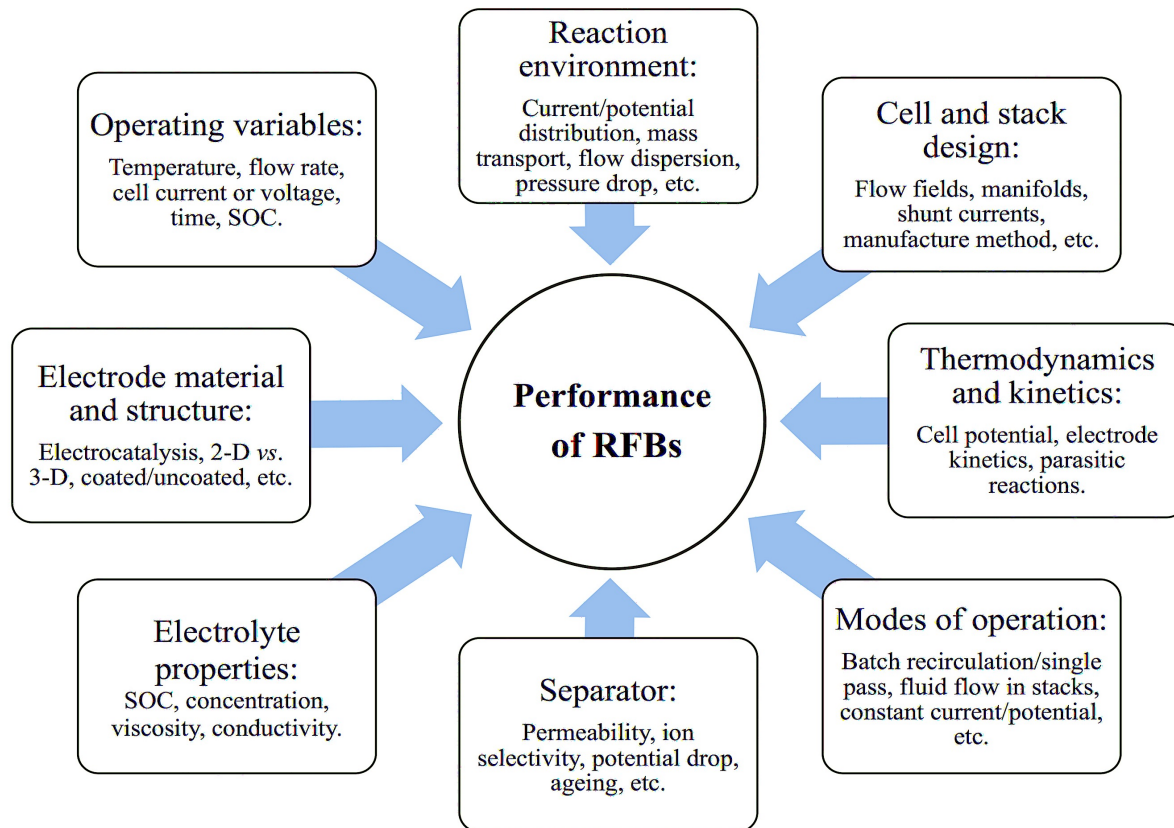 Reaction
environment:
Current/potential
distribution, mass
transport, flow dispersion,
pressure drop, etc.
Operating variables:
Temperature, flow rate,
cell current or voltage,
time, SOC.
Cell and stack
design:
Flow fields, manifolds,
shunt currents,
manufacture method, etc.
Electrode material
and structure:
Electrocatalysis, 2-D vs.
3-D, coated/uncoated, etc.
Performance
of RFBs
Thermodynamics
and kinetics:
Cell potential, electrode
kinetics, parasitic
reactions.
Electrolyte
properties:
SOC, concentration,
viscosity, conductivity.
Separator:
Permeability, ion
selectivity, potential drop,
ageing, etc.
Modes of operation:
Batch recirculation/single
pass, fluid flow in stacks,
constant current/potential,
etc.